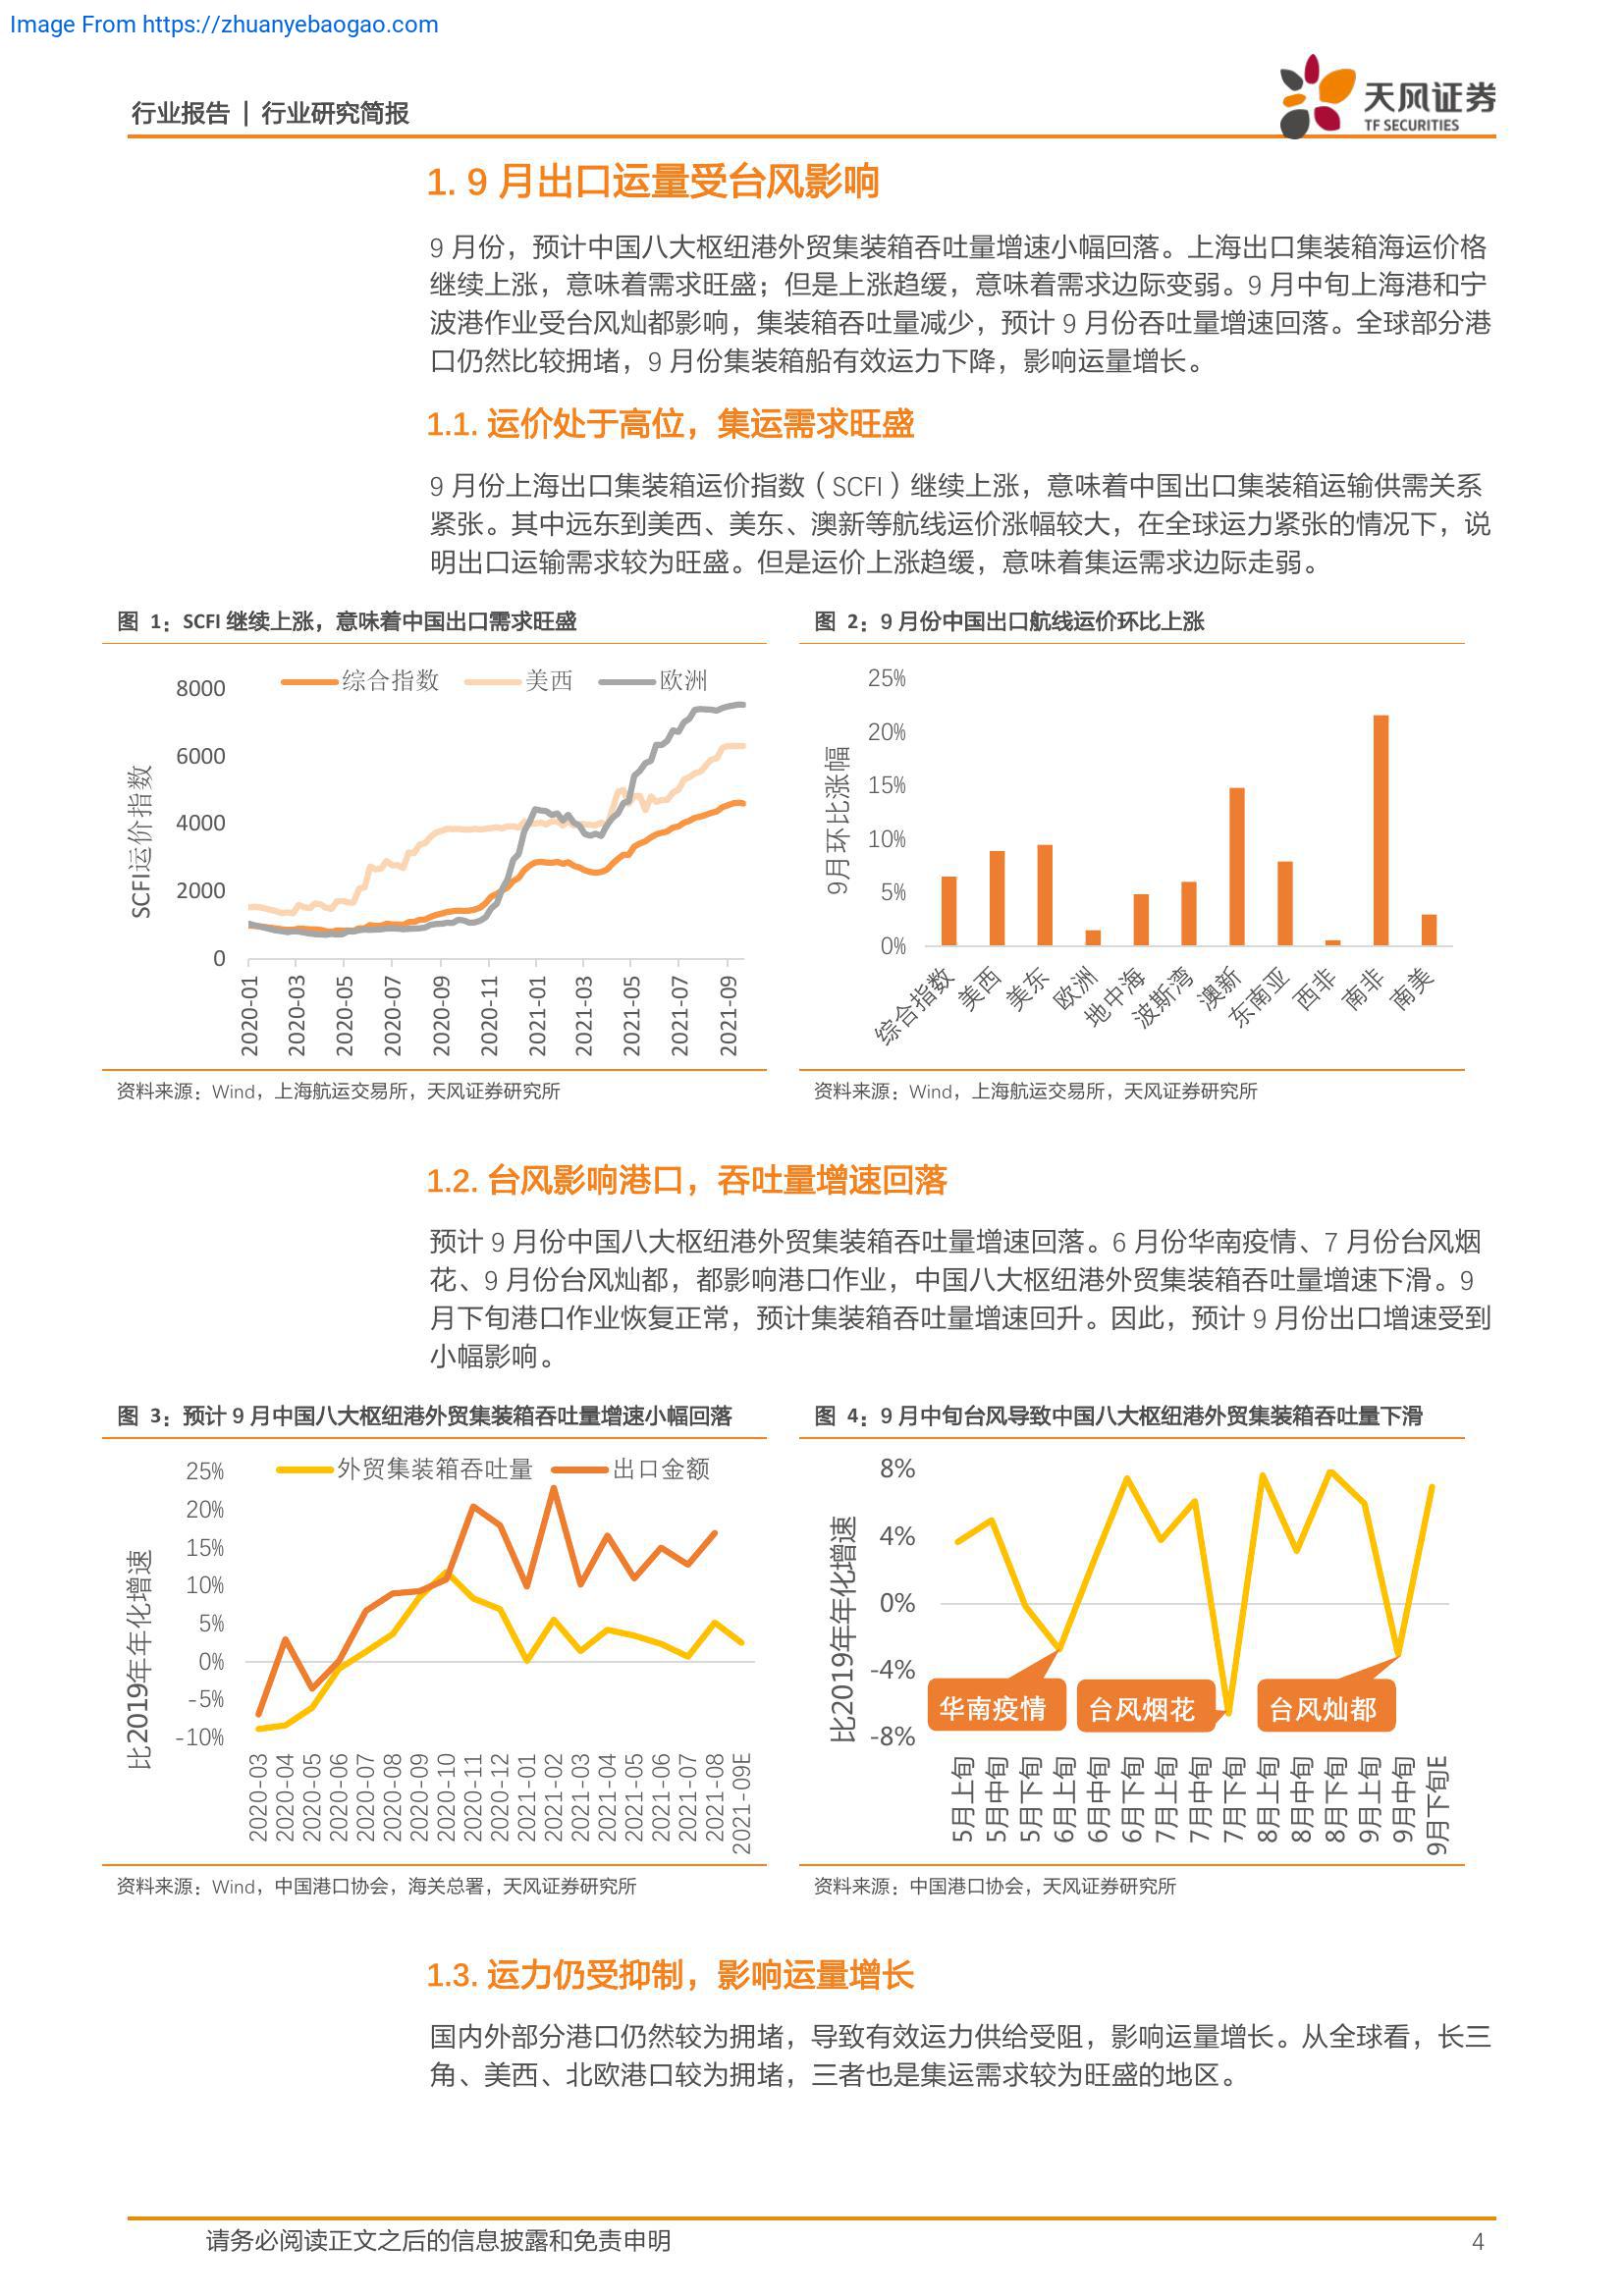 Image From https://zhuanyebaogao.com
行业报告 | 行业研究简报
天风证券
TF SECURITIES
1. 9 月出口运量受台风影响
9 月份，预计中国八大枢纽港外贸集装箱吞吐量增速小幅回落。上海出口集装箱海运价格
继续上涨，意味着需求旺盛；但是上涨趋缓，意味着需求边际变弱。9 月中旬上海港和宁
波港作业受台风灿都影响，集装箱吞吐量减少，预计 9 月份吞吐量增速回落。全球部分港
口仍然比较拥堵，9 月份集装箱船有效运力下降，影响运量增长。
1.1. 运价处于高位，集运需求旺盛
9 月份上海出口集装箱运价指数（SCFI）继续上涨，意味着中国出口集装箱运输供需关系
紧张。其中远东到美西、美东、澳新等航线运价涨幅较大，在全球运力紧张的情况下，说
明出口运输需求较为旺盛。但是运价上涨趋缓，意味着集运需求边际走弱。
图 1：SCFI 继续上涨，意味着中国出口需求旺盛
综合指数 美西 欧洲
SCFI运价指数
8000
6000
4000
2000
0
2020-01 2020-03 2020-05 2020-07 2020-09 2020-11 2021-01 2021-03 2021-05 2021-07 2021-09
资料来源：Wind，上海航运交易所，天风证券研究所
图 2：9 月份中国出口航线运价环比上涨
9月环比涨幅
25%
20%
15%
10%
5%
0%
综合指数 美西 美东 欧洲 地中海 波斯湾 澳新 东南亚 西非 南非 南美
资料来源：Wind，上海航运交易所，天风证券研究所
1.2. 台风影响港口，吞吐量增速回落
预计 9 月份中国八大枢纽港外贸集装箱吞吐量增速回落。6 月份华南疫情、7 月份台风烟
花、9 月份台风灿都，都影响港口作业，中国八大枢纽港外贸集装箱吞吐量增速下滑。9
月下旬港口作业恢复正常，预计集装箱吞吐量增速回升。因此，预计 9 月份出口增速受到
小幅影响。
图 3：预计 9 月中国八大枢纽港外贸集装箱吞吐量增速小幅回落
外贸集装箱吞吐量 出口金额
比2019年年化增速
25%
20%
15%
10%
5%
0%
-5%
-10%
2020-03 2020-04 2020-05 2020-06 2020-07 2020-08 2020-09 2020-10 2020-11 2020-12 2021-01 2021-02 2021-03 2021-04 2021-05 2021-06 2021-07 2021-08 2021-09E
资料来源：Wind，中国港口协会，海关总署，天风证券研究所
图 4：9 月中旬台风导致中国八大枢纽港外贸集装箱吞吐量下滑
比2019年年化增速
8%
4%
0%
-4%
-8%
华南疫情 台风烟花 台风灿都
5月上旬 5月中旬 5月下旬 6月上旬 6月中旬 6月下旬 7月上旬 7月中旬 7月下旬 8月上旬 8月中旬 8月下旬 9月上旬 9月中旬 9月下旬E
资料来源：中国港口协会，天风证券研究所
1.3. 运力仍受抑制，影响运量增长
国内外部分港口仍然较为拥堵，导致有效运力供给受阻，影响运量增长。从全球看，长三
角、美西、北欧港口较为拥堵，三者也是集运需求较为旺盛的地区。
请务必阅读正文之后的信息披露和免责申明
4